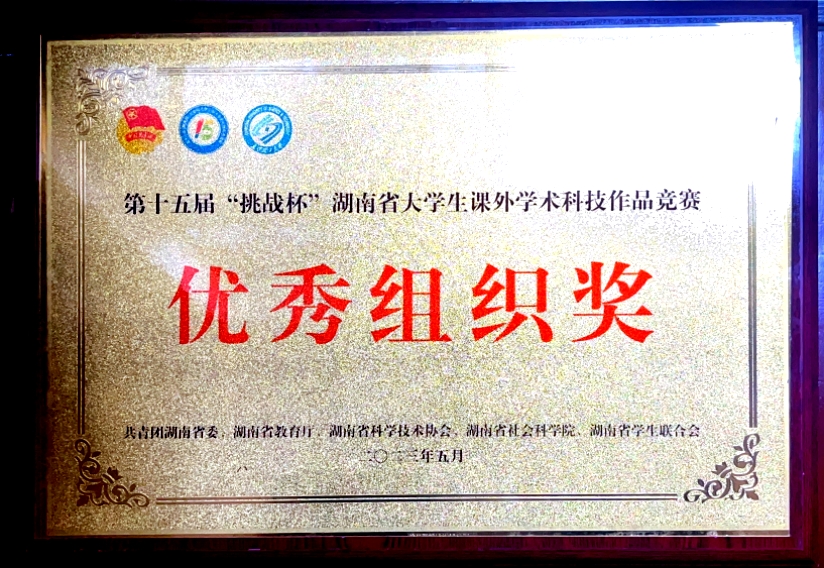 第十五届“挑战杯”湖南省大学生课外学术科技作品竞赛
优秀组织奖
共青团湖南省委、湖南省教育厅、湖南省科学技术协会、湖南省社会科学院、湖南省学生联合会
二〇二三年五月